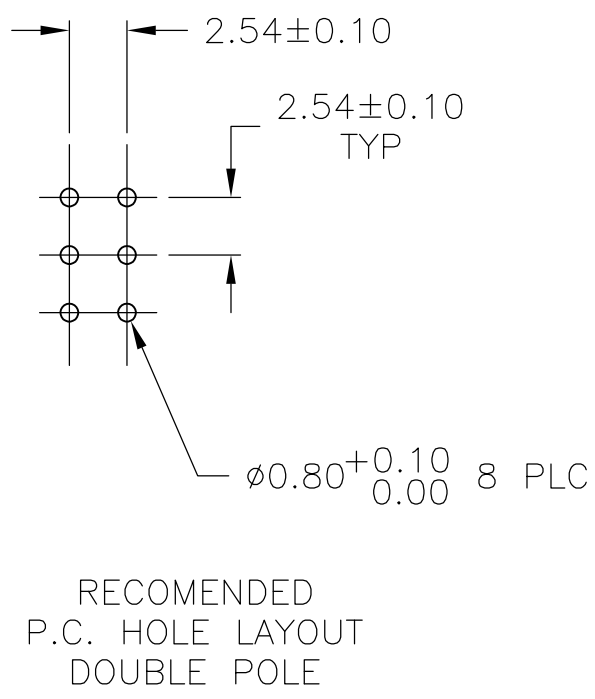 2.54±0.10
2.54±0.10
TYP
⌀0.80 +0.10 8 PLC
0.00
RECOMENDED
P.C. HOLE LAYOUT
DOUBLE POLE